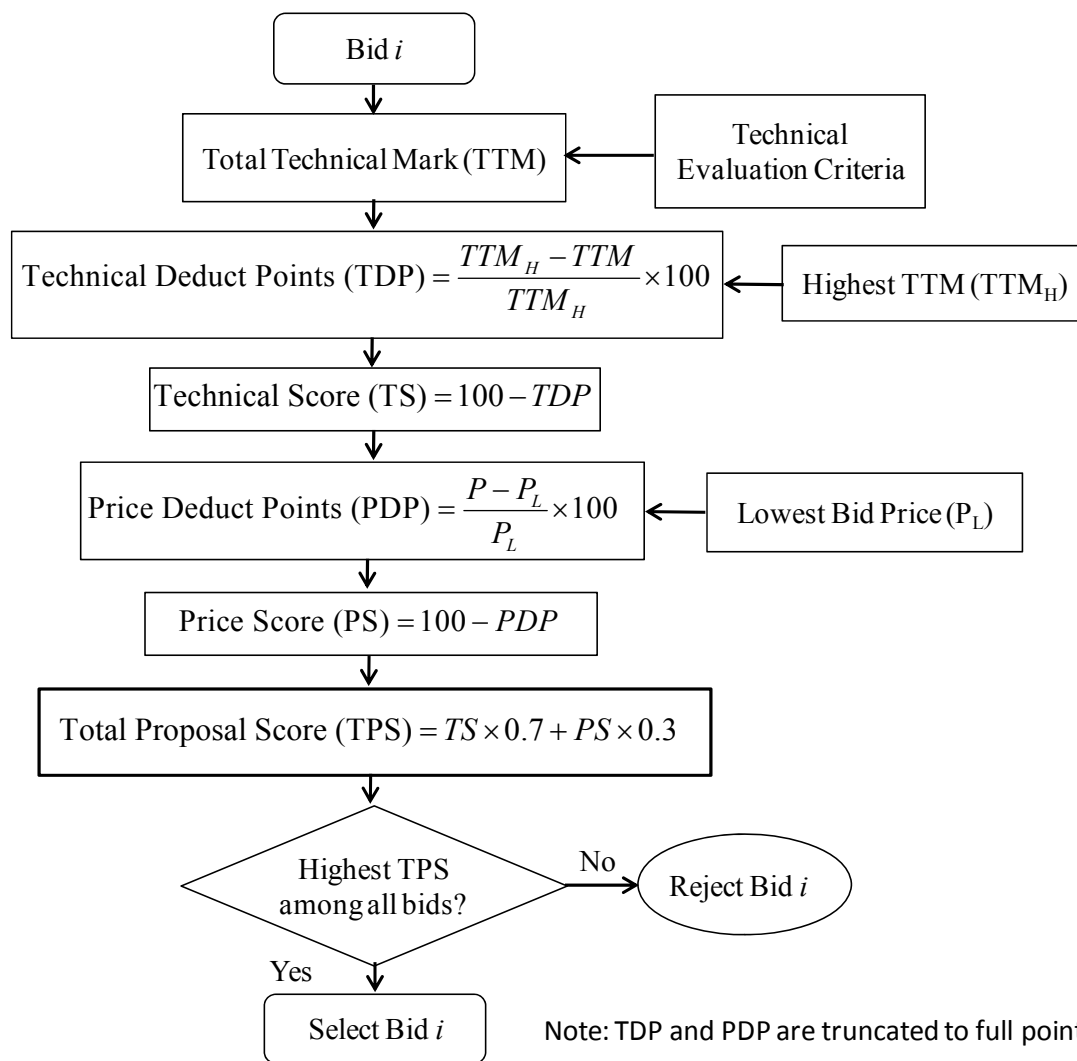 Bid i
Total Technical Mark (TTM)
Technical
Evaluation Criteria
Technical Deduct Points (TDP) = \frac{TTM_H - TTM}{TTM_H} × 100
Highest TTM (TTM_H)
Technical Score (TS) = 100 − TDP
Price Deduct Points (PDP) = \frac{P - P_L}{P_L} × 100
Lowest Bid Price (P_L)
Price Score (PS) = 100 − PDP
Total Proposal Score (TPS) = TS × 0.7 + PS × 0.3
Highest TPS
among all bids?
No
Reject Bid i
Yes
Select Bid i
Note: TDP and PDP are truncated to full point